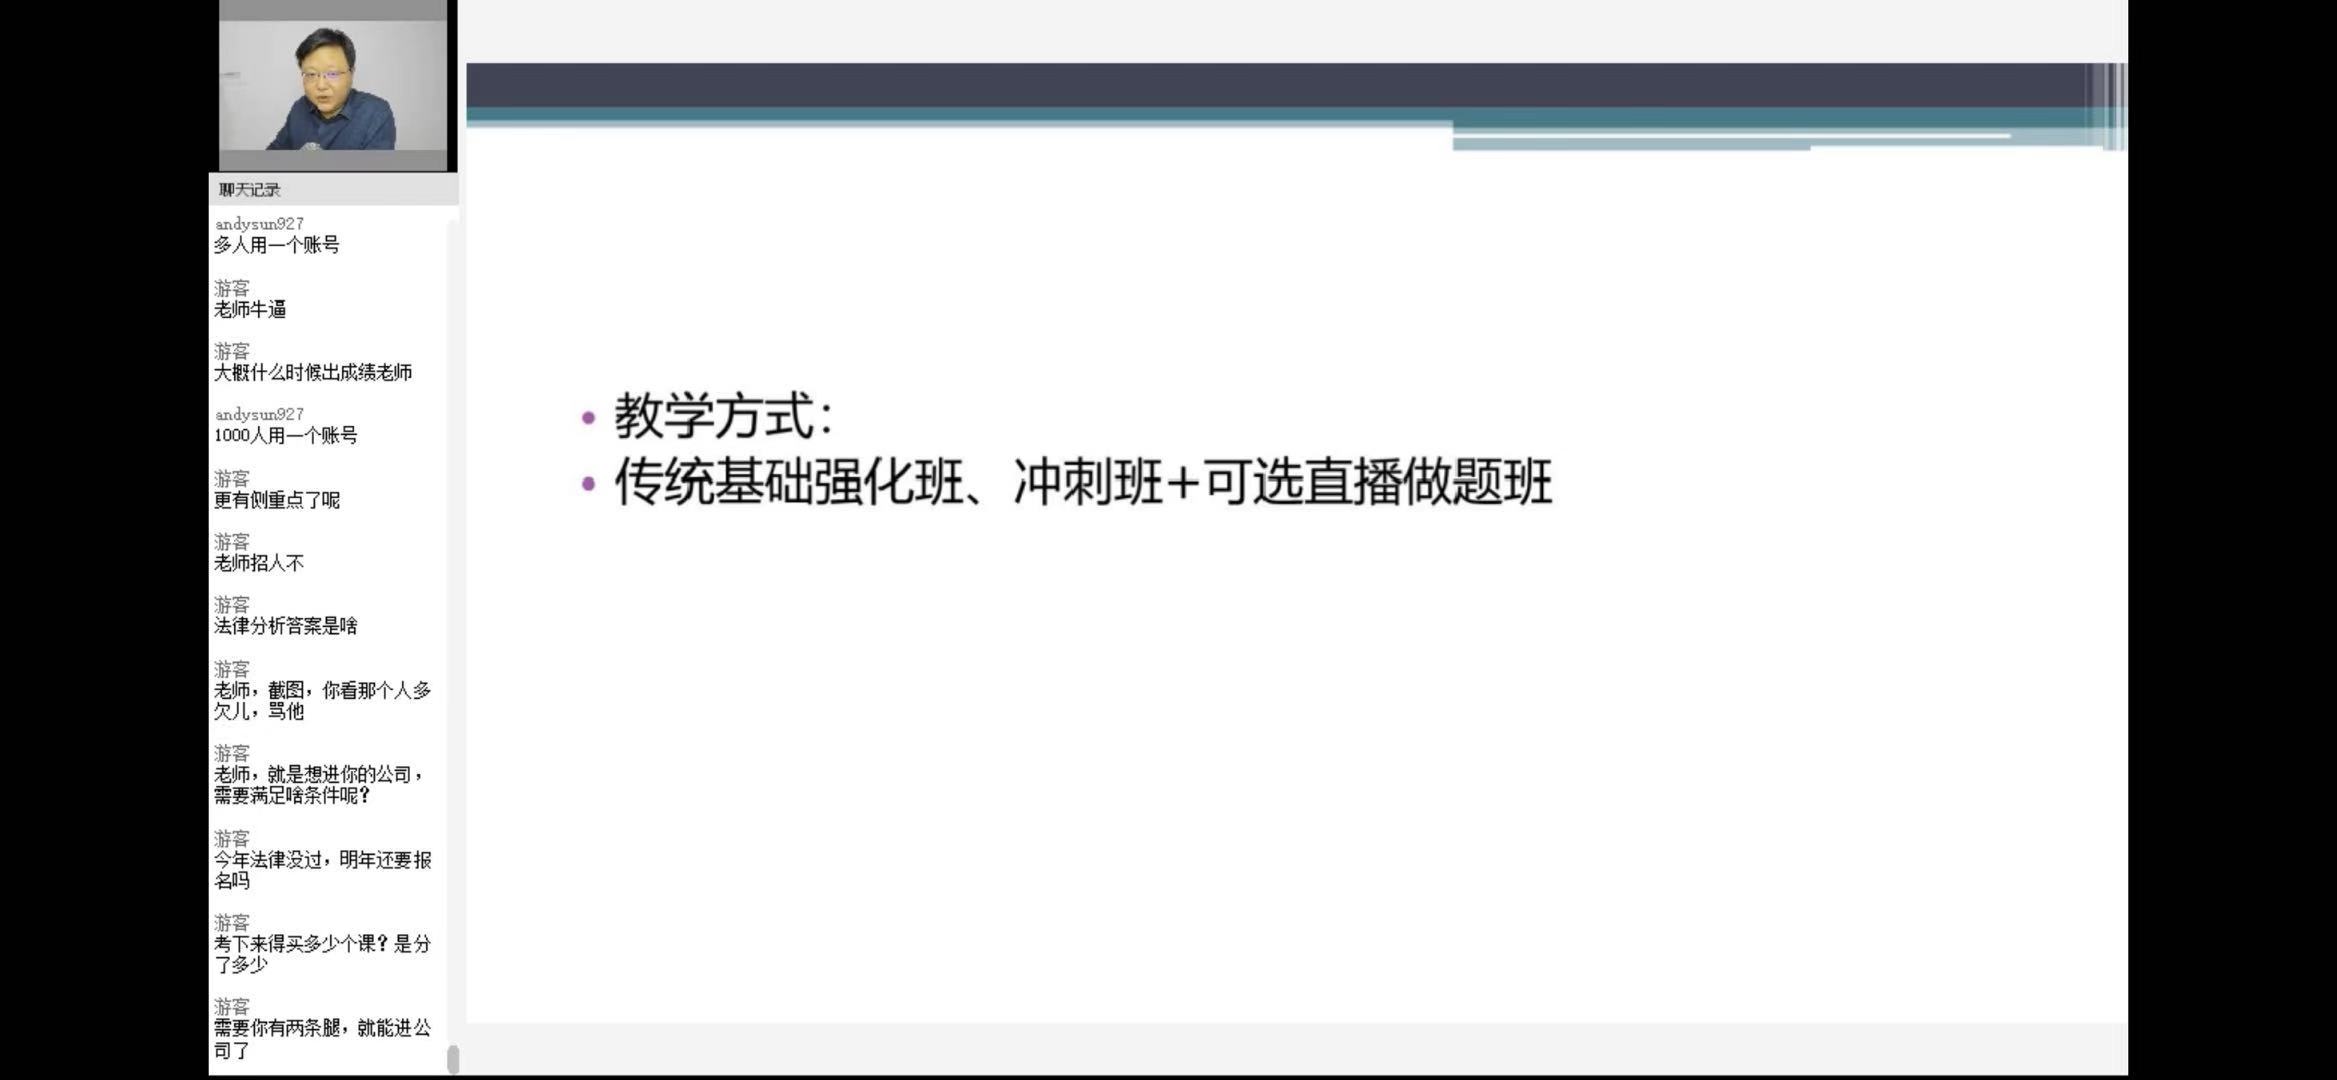 聊天记录
andysun927
多人用一个账号
游客
老师牛逼
游客
大概什么时候出成绩老师
andysun927
1000人用一个账号
游客
更有侧重点了呢
游客
老师招人不
游客
法律分析答案是啥
游客
老师，截图，你看那个人多
欠儿，骂他
游客
老师，就是想进你的公司，
需要满足啥条件呢?
游客
今年法律没过，明年还要报
名吗
游客
考下来得买多少个课? 是分
了多少
游客
需要你有两条腿，就能进公
司了
• 教学方式：
• 传统基础强化班、冲刺班+可选直播做题班